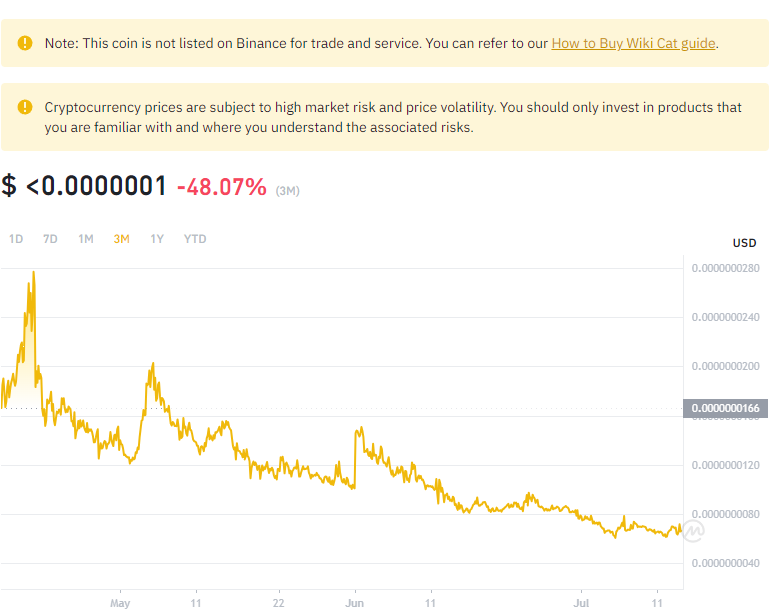 Note: This coin is not listed on Binance for trade and service. You can refer to our How to Buy Wiki Cat guide.
Cryptocurrency prices are subject to high market risk and price volatility. You should only invest in products that
you are familiar with and where you understand the associated risks.
$ <0.0000001 -48.07% (3M)
1D 7D 1M 3M 1Y YTD
USD
0.0000000280
0.0000000240
0.0000000200
0.0000000166
0.0000000120
0.0000000080
0.0000000040
May 11 22 Jun 11 Jul 11